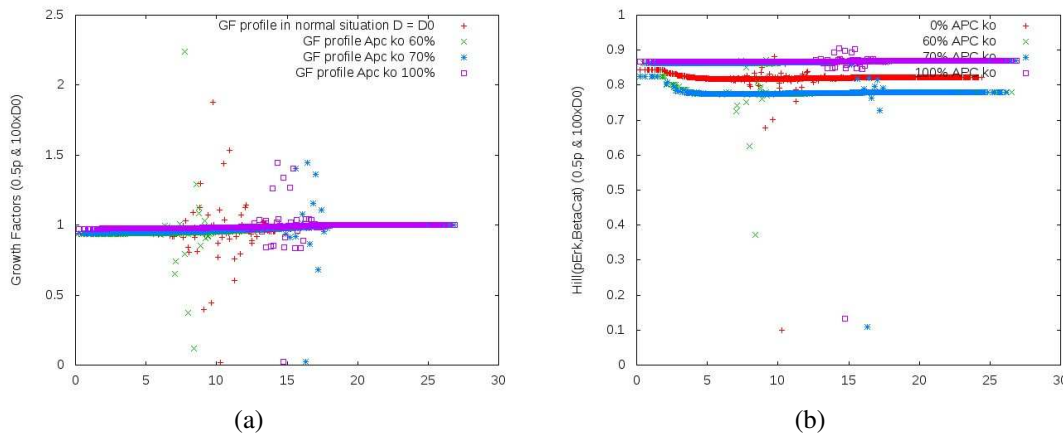 GF profile in normal situation D = D0
GF profile Apc ko 60%
GF profile Apc ko 70%
GF profile Apc ko 100%
2.5
2
1.5
1
0.5
0
Growth Factors (0.5p & 100xD0)
0 5 10 15 20 25 30
(a)
0% APC ko
60% APC ko
70% APC ko
100% APC ko
1
0.9
0.8
0.7
0.6
0.5
0.4
0.3
0.2
0.1
0
Hill(pErk,BetaCat) (0.5p & 100xD0)
0 5 10 15 20 25 30
(b)